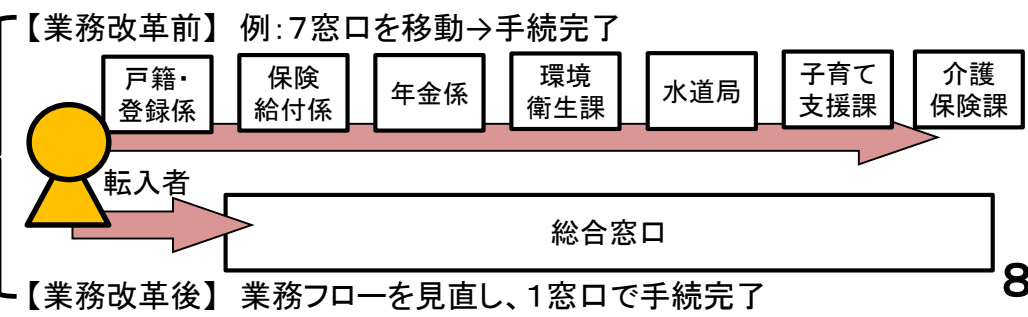 【業務改革前】 例:7窓口を移動→手続完了
戸籍・
登録係
保険
給付係
年金係
環境
衛生課
水道局
子育て
支援課
介護
保険課
転入者
総合窓口
【業務改革後】 業務フローを見直し、1窓口で手続完了
8